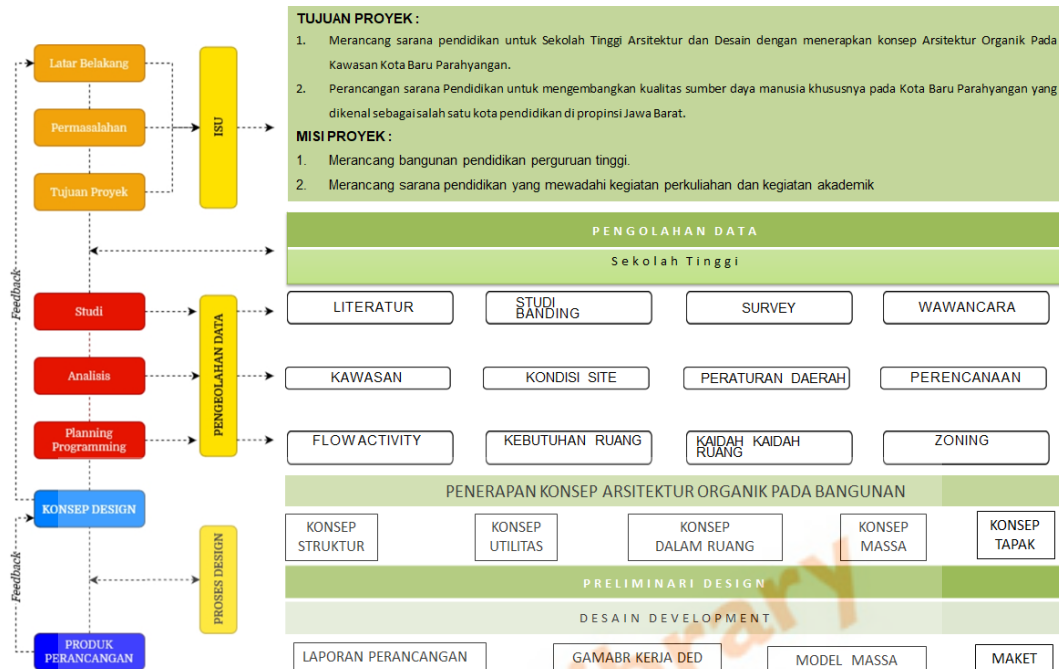 TUJUAN PROYEK :
1. Merancang sarana pendidikan untuk Sekolah Tinggi Arsitektur dan Desain dengan menerapkan konsep Arsitektur Organik Pada
Kawasan Kota Baru Parahyangan.
2. Perancangan sarana Pendidikan untuk mengembangkan kualitas sumber daya manusia khususnya pada Kota Baru Parahyangan yang
dikenal sebagai salah satu kota pendidikan di propinsi Jawa Barat.
MISI PROYEK :
1. Merancang bangunan pendidikan perguruan tinggi.
2. Merancang sarana pendidikan yang mewadahi kegiatan perkuliahan dan kegiatan akademik
Latar Belakang
Permasalahan
Tujuan Proyek
ISU
Feedback
PENGOLAHAN DATA
Sekolah Tinggi
Studi
Analisis
Planning
Programming
PENGEOLAHAN DATA
LITERATUR
STUDI
BANDING
SURVEY
WAWANCARA
KAWASAN
KONDISI SITE
PERATURAN DAERAH
PERENCANAAN
FLOW ACTIVITY
KEBUTUHAN RUANG
KAIDAH KAIDAH
RUANG
ZONING
KONSEP DESIGN
PENERAPAN KONSEP ARSITEKTUR ORGANIK PADA BANGUNAN
KONSEP
STRUKTUR
KONSEP
UTILITAS
KONSEP
DALAM RUANG
KONSEP
MASSA
KONSEP
TAPAK
Feedback
PROSES DESIGN
PRELIMINARI DESIGN
DESAIN DEVELOPMENT
PRODUK
PERANCANGAN
LAPORAN PERANCANGAN
GAMABR KERJA DED
MODEL MASSA
MAKET
rary